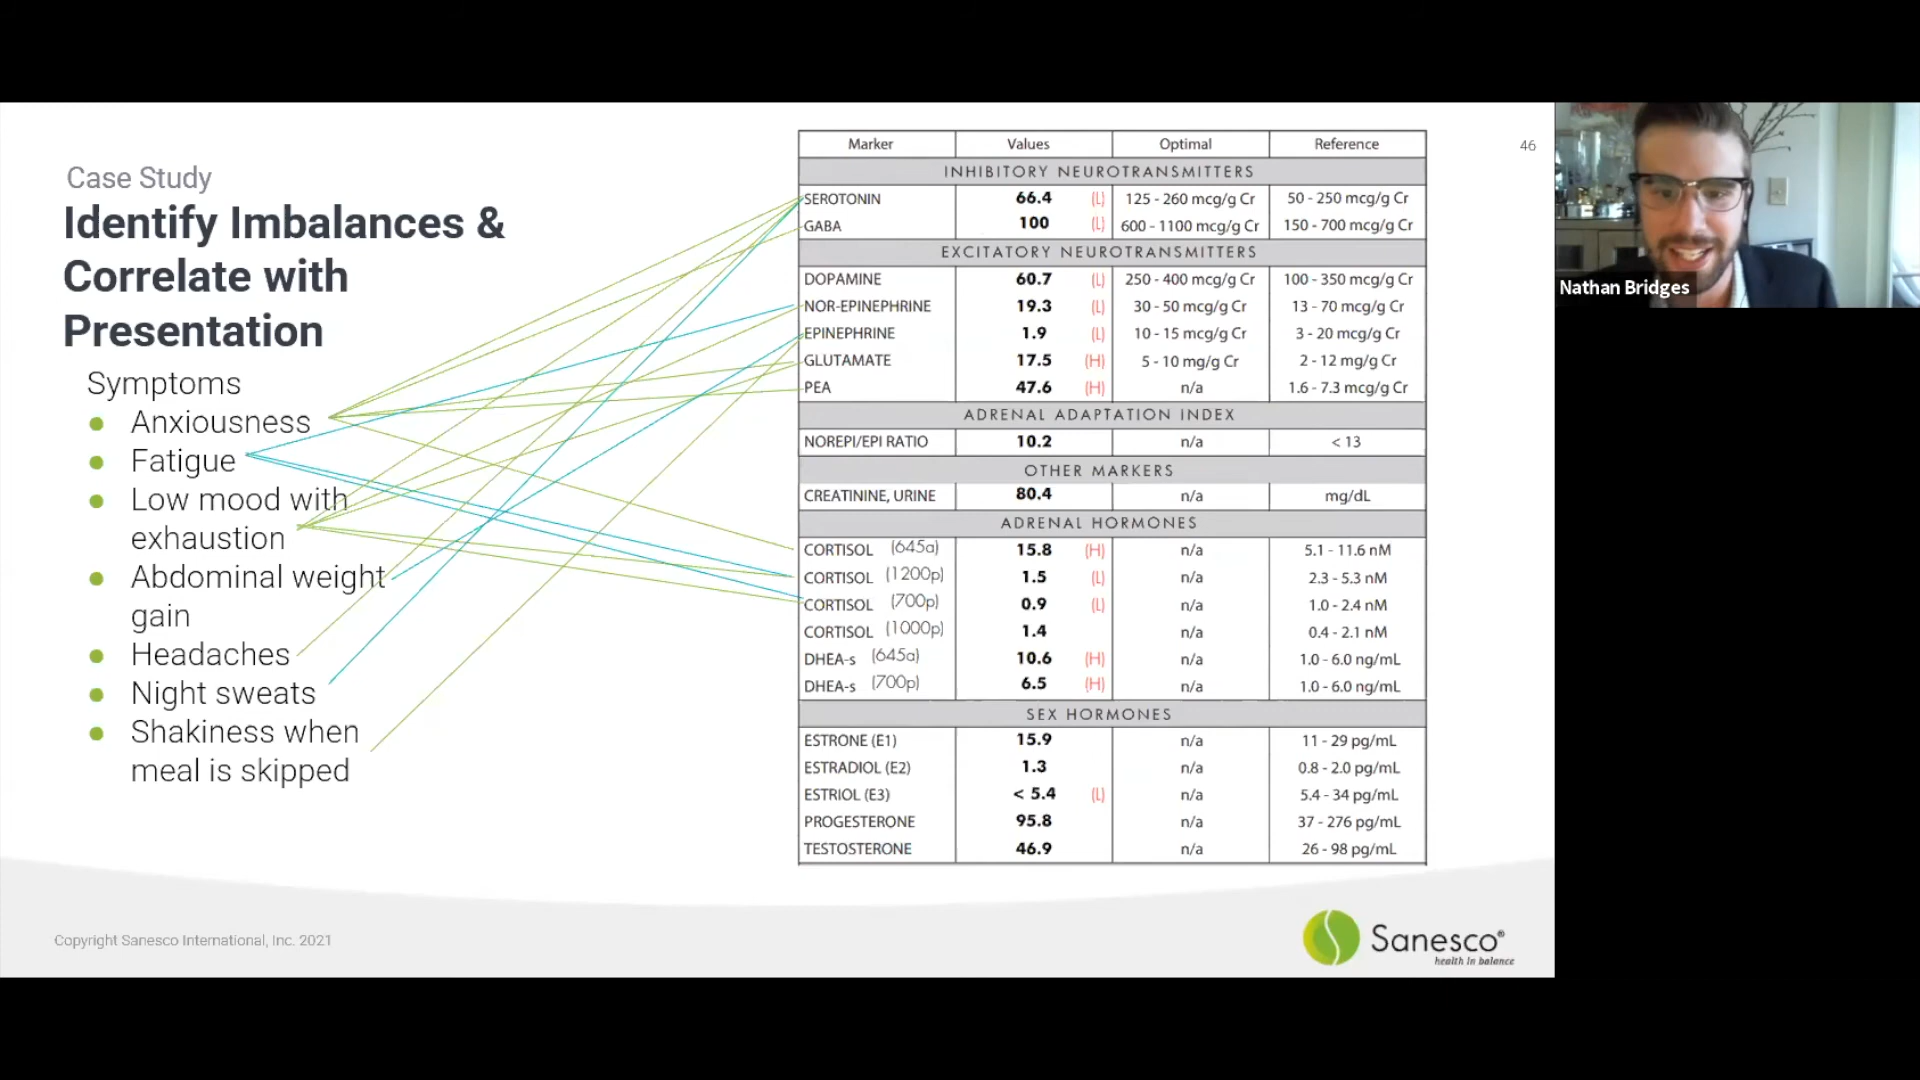 Case Study
Identify Imbalances &
Correlate with
Presentation
Symptoms
Anxiousness
Fatigue
Low mood with
exhaustion
Abdominal weight
gain
Headaches
Night sweats
Shakiness when
meal is skipped
Marker Values Optimal Reference
INHIBITORY NEUROTRANSMITTERS
SEROTONIN 66.4 (L) 125 - 260 mcg/g Cr 50 - 250 mcg/g Cr
GABA 100 (L) 600 - 1100 mcg/g Cr 150 - 700 mcg/g Cr
EXCITATORY NEUROTRANSMITTERS
DOPAMINE 60.7 (L) 250 - 400 mcg/g Cr 100 - 350 mcg/g Cr
NOR-EPINEPHRINE 19.3 (L) 30 - 50 mcg/g Cr 13 - 70 mcg/g Cr
EPINEPHRINE 1.9 (L) 10 - 15 mcg/g Cr 3 - 20 mcg/g Cr
GLUTAMATE 17.5 (H) 5 - 10 mg/g Cr 2 - 12 mg/g Cr
PEA 47.6 (H) n/a 1.6 - 7.3 mcg/g Cr
ADRENAL ADAPTATION INDEX
NOREPI/EPI RATIO 10.2 n/a < 13
OTHER MARKERS
CREATININE, URINE 80.4 n/a mg/dL
ADRENAL HORMONES
CORTISOL (645a) 15.8 (H) n/a 5.1 - 11.6 nM
CORTISOL (1200p) 1.5 (L) n/a 2.3 - 5.3 nM
CORTISOL (700p) 0.9 (L) n/a 1.0 - 2.4 nM
CORTISOL (1000p) 1.4 n/a 0.4 - 2.1 nM
DHEA-s (645a) 10.6 (H) n/a 1.0 - 6.0 ng/mL
DHEA-s (700p) 6.5 (H) n/a 1.0 - 6.0 ng/mL
SEX HORMONES
ESTRONE (E1) 15.9 n/a 11 - 29 pg/mL
ESTRADIOL (E2) 1.3 n/a 0.8 - 2.0 pg/mL
ESTRIOL (E3) < 5.4 (L) n/a 5.4 - 34 pg/mL
PROGESTERONE 95.8 n/a 37 - 276 pg/mL
TESTOSTERONE 46.9 n/a 26 - 98 pg/mL
46
Nathan Bridges
Copyright Sanesco International, Inc. 2021
Sanesco®
health in balance